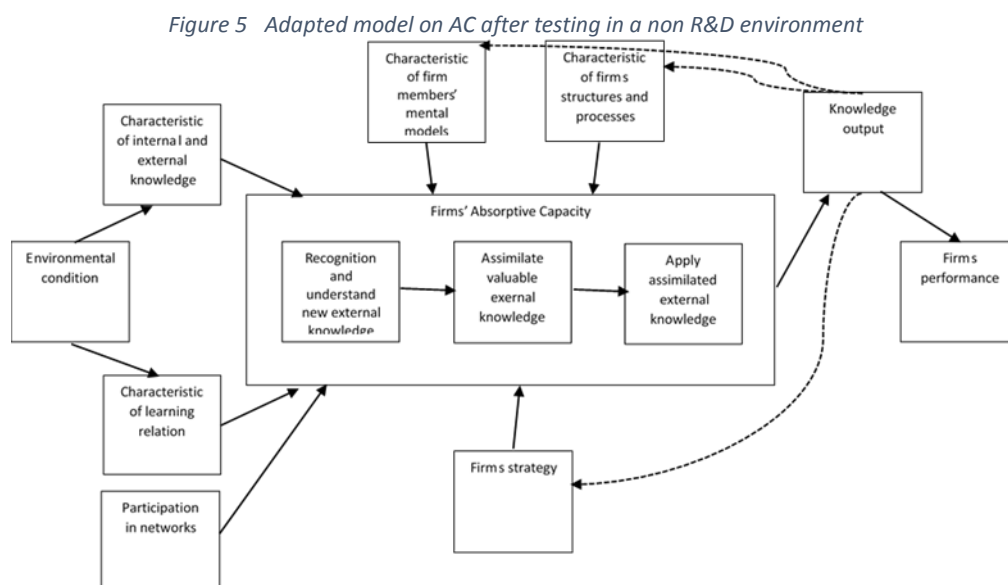 Figure 5 Adapted model on AC after testing in a non R&D environment
Characteristic
of firm
members'
mental
models
Characteristic
of firms
structures and
processes
Knowledge
output
Characteristic
of internal and
external
knowledge
Firms' Absorptive Capacity
Environmental
condition
Recognition
and
understand
new external
knowledge
Assimilate
valuable
exernal
knowledge
Apply
assimilated
external
knowledge
Firms
performance
Characteristic
of learning
relation
Firms strategy
Participation
in networks